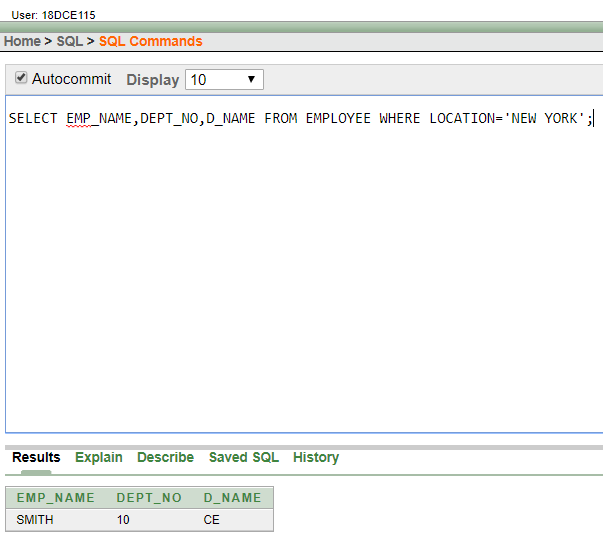 User: 18DCE115
Home > SQL > SQL Commands
Autocommit Display 10
SELECT EMP_NAME,DEPT_NO,D_NAME FROM EMPLOYEE WHERE LOCATION='NEW YORK';
Results Explain Describe Saved SQL History
EMP_NAME DEPT_NO D_NAME
SMITH 10 CE